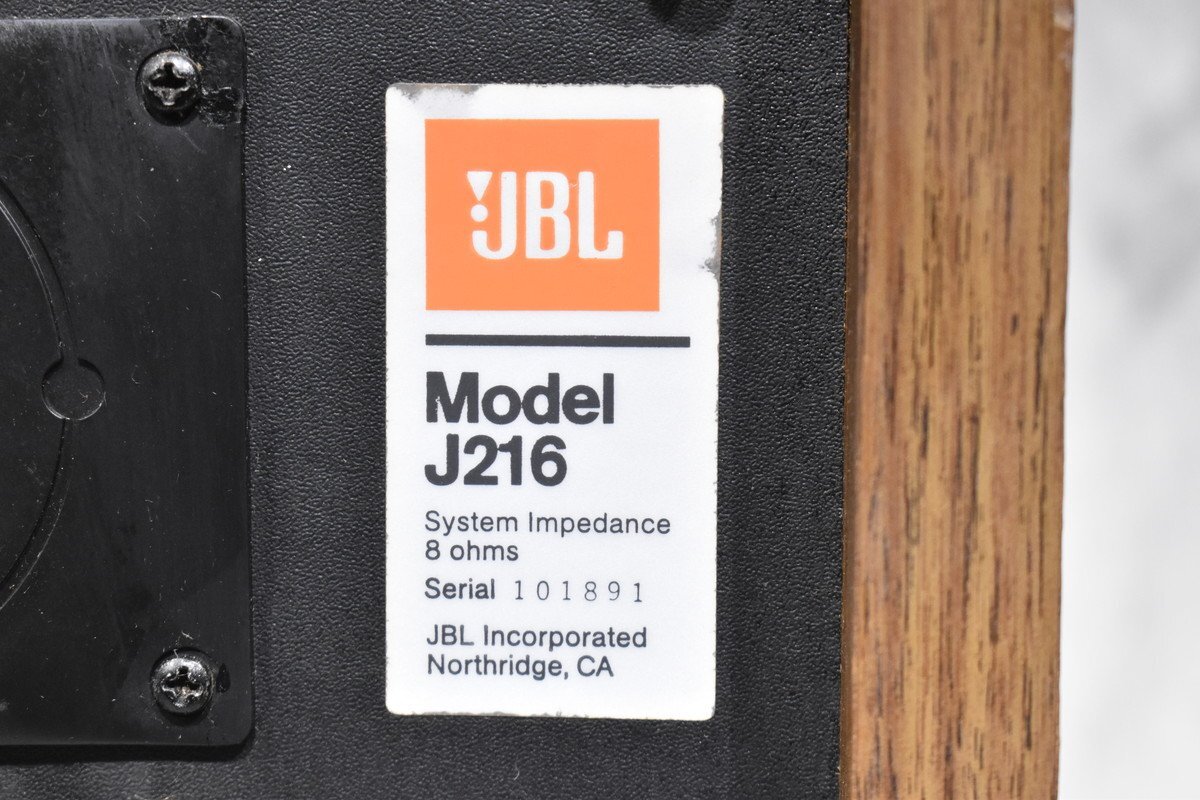 JBL
Model
J216
System Impedance
8 ohms
Serial 101891
JBL Incorporated
Northridge, CA